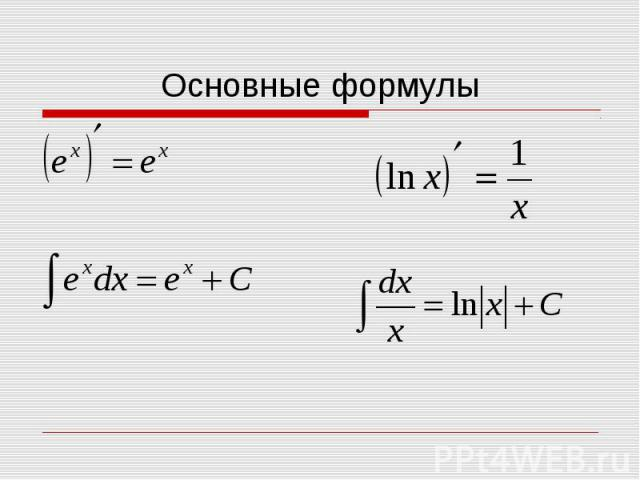 Основные формулы
(e^x)′ = e^x
(ln x)′ = 1/x
∫ e^x dx = e^x + C
∫ dx/x = ln|x| + C
PPt4WEB.ru